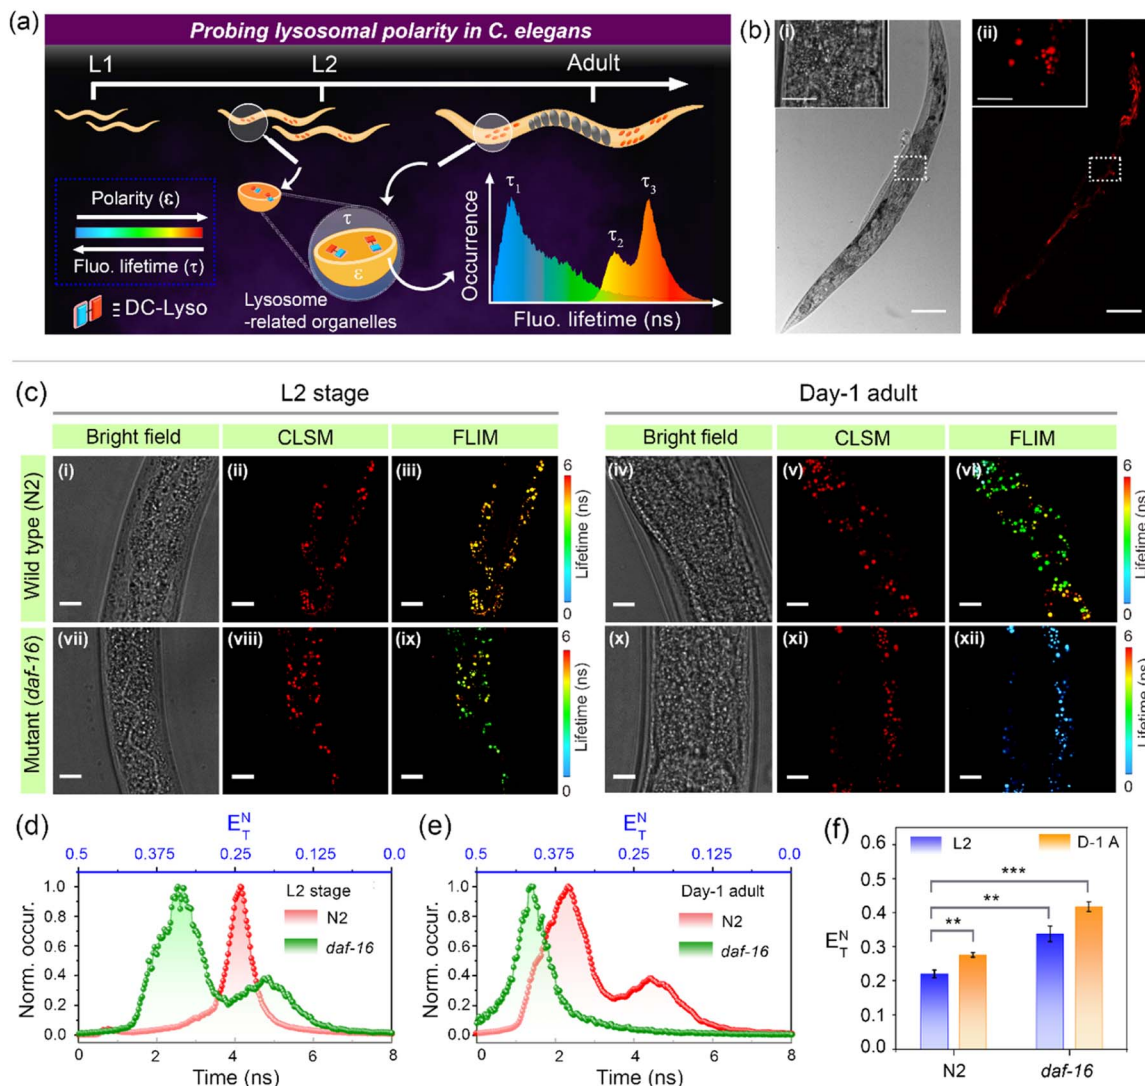 (a)
Probing lysosomal polarity in C. elegans
L1
L2
Adult
Polarity (ε)
Fluo. lifetime (τ)
DC-Lyso
τ
ε
Lysosome
-related organelles
Occurrence
τ1
τ2
τ3
Fluo. lifetime (ns)
(b)
(i)
(ii)
(c)
L2 stage
Day-1 adult
Bright field
CLSM
FLIM
Bright field
CLSM
FLIM
Wild type (N2)
(i)
(ii)
(iii)
6
Lifetime (ns)
0
(iv)
(v)
(vi)
6
Lifetime (ns)
0
Mutant (daf-16)
(vii)
(viii)
(ix)
6
Lifetime (ns)
0
(x)
(xi)
(xii)
6
Lifetime (ns)
0
(d)
E_T^N
0.5 0.375 0.25 0.125 0.0
L2 stage
N2
daf-16
Norm. occur.
1.0
0.8
0.6
0.4
0.2
0.0
0 2 4 6 8
Time (ns)
(e)
E_T^N
0.5 0.375 0.25 0.125 0.0
Day-1 adult
N2
daf-16
Norm. occur.
1.0
0.8
0.6
0.4
0.2
0.0
0 2 4 6 8
Time (ns)
(f)
L2
D-1 A
E_T^N
0.6
0.5
0.4
0.3
0.2
0.1
0.0
***
**
**
N2 daf-16